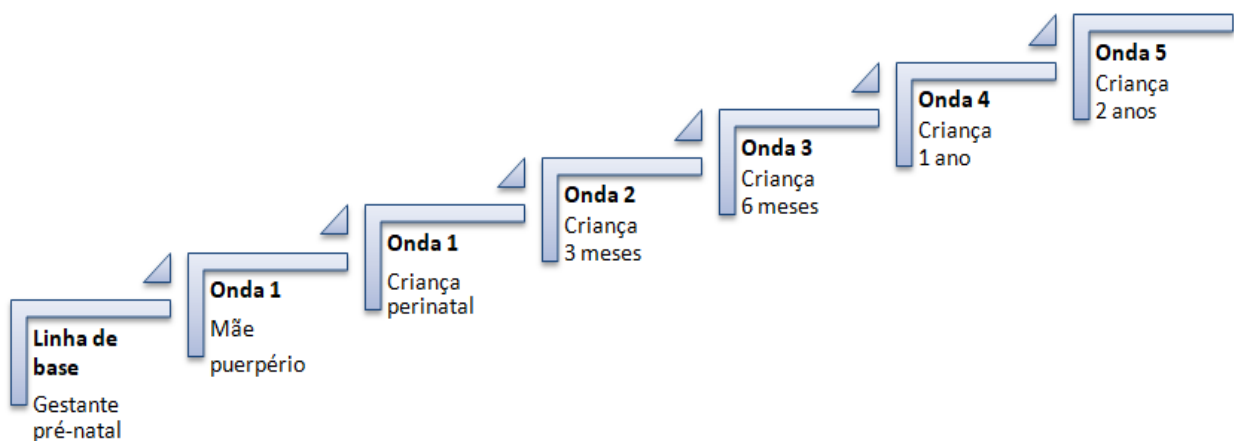 Linha de
base
Gestante
pré-natal
Onda 1
Mãe
puerpério
Onda 1
Criança
perinatal
Onda 2
Criança
3 meses
Onda 3
Criança
6 meses
Onda 4
Criança
1 ano
Onda 5
Criança
2 anos